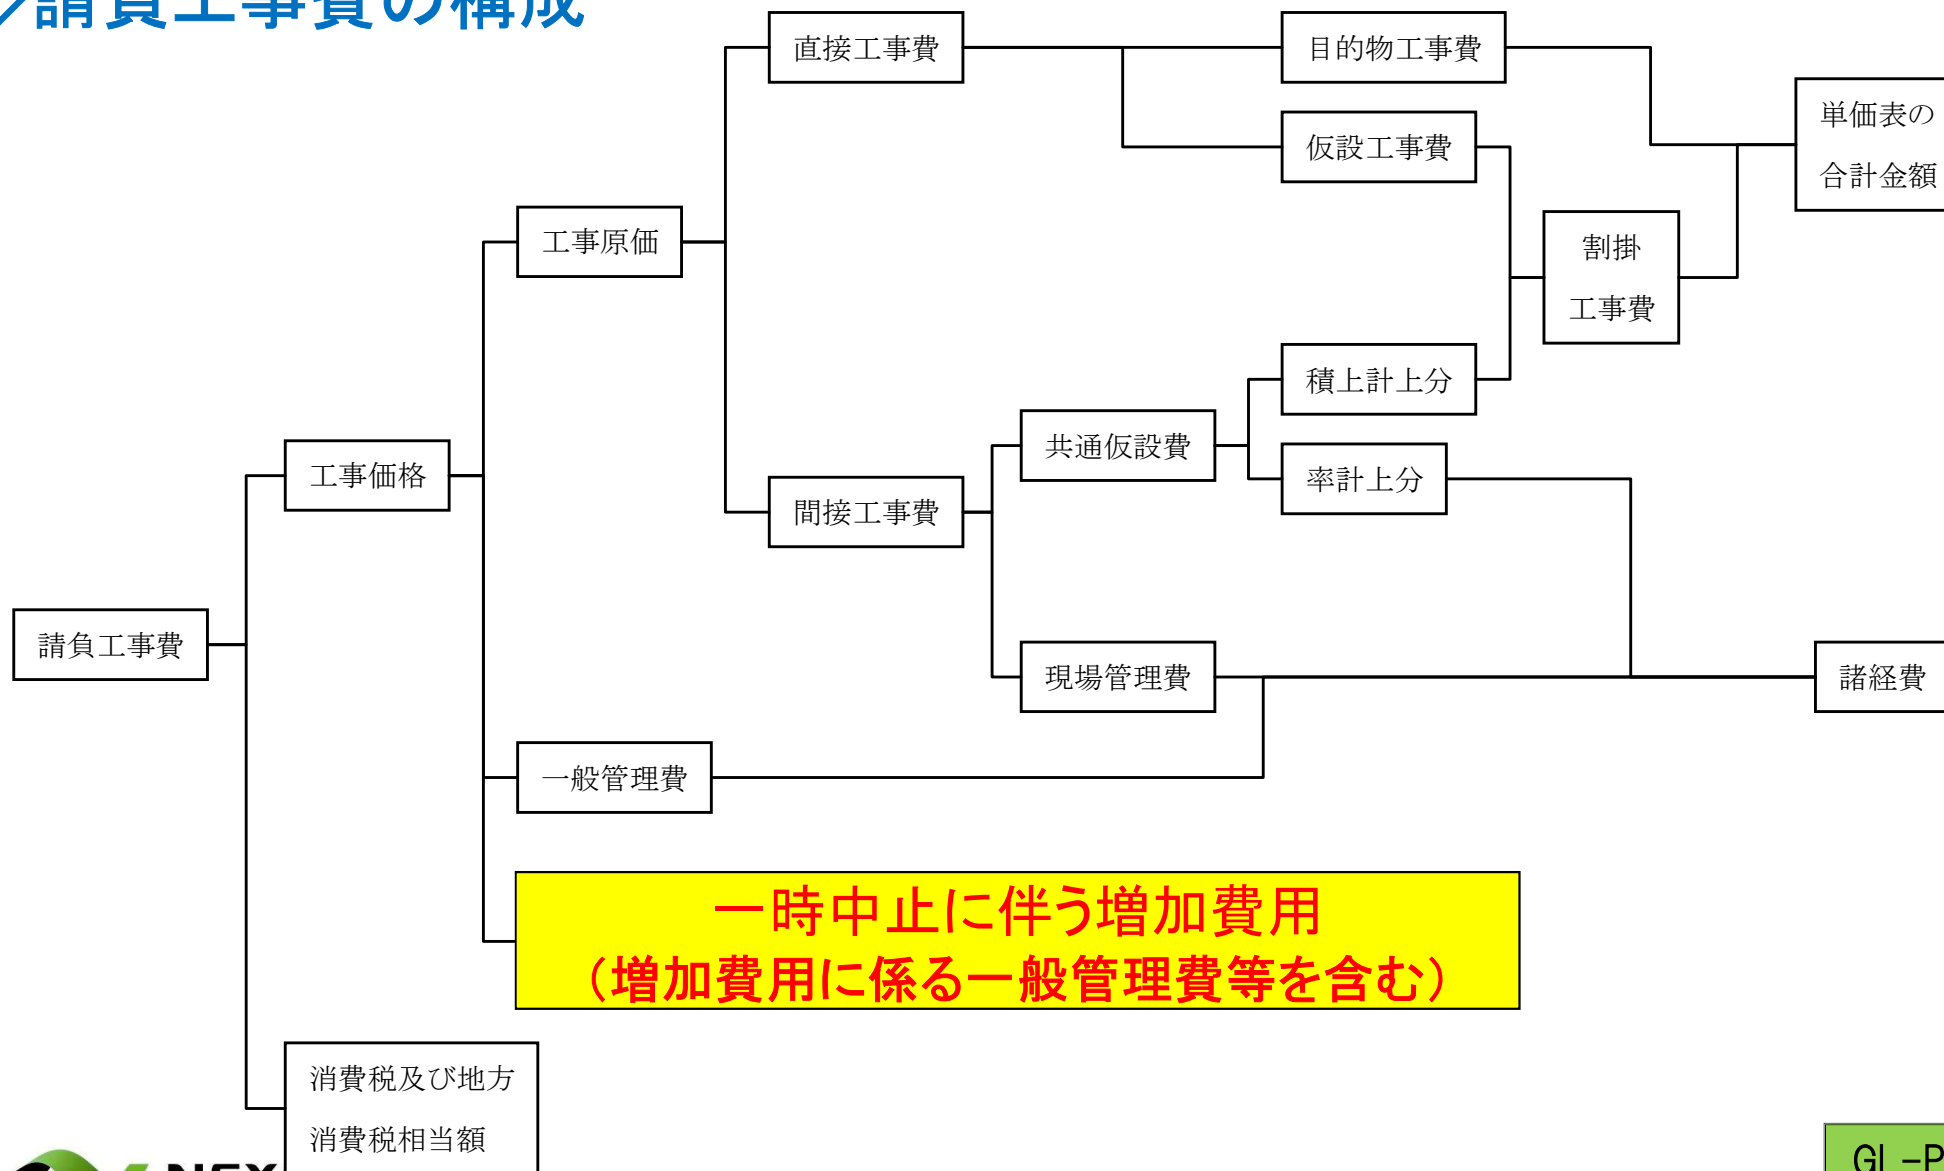 請負工事費の構成
直接工事費
目的物工事費
単価表の
合計金額
仮設工事費
工事原価
割掛
工事費
積上計上分
共通仮設費
工事価格
率計上分
間接工事費
請負工事費
現場管理費
諸経費
一般管理費
一時中止に伴う増加費用
（増加費用に係る一般管理費等を含む）
消費税及び地方
消費税相当額
GL-P